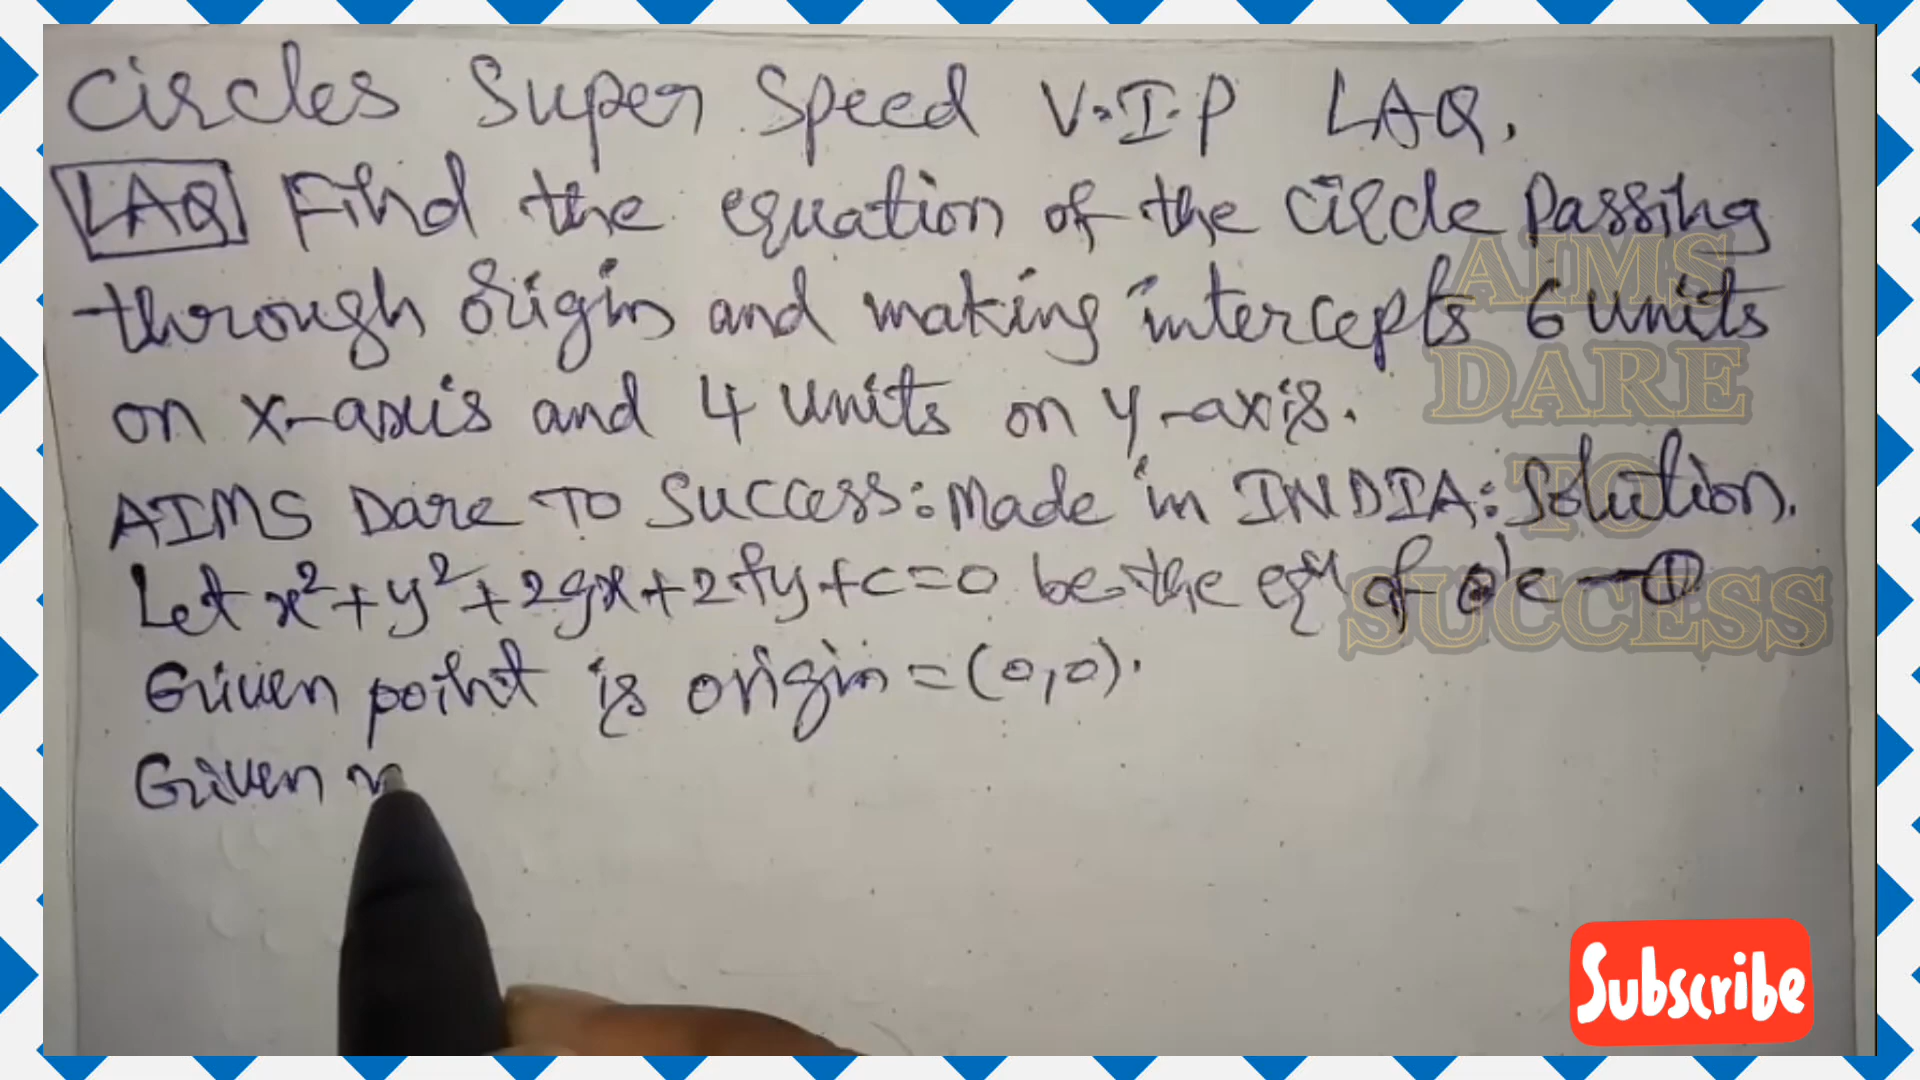 Circles Super Speed V.I.P LAQ.
LAQ Find the equation of the circle passing
through origin and making intercepts 6 units
on x-axis and 4 units on y-axis.
AIMS Dare TO Success: Made in INDIA: Solution.
Let x²+y²+2gx+2fy+c=0 be the eqn of o'e — ①
Given point is origin = (0,0).
Given
AIMS
DARE
TO
SUCCESS
Subscribe